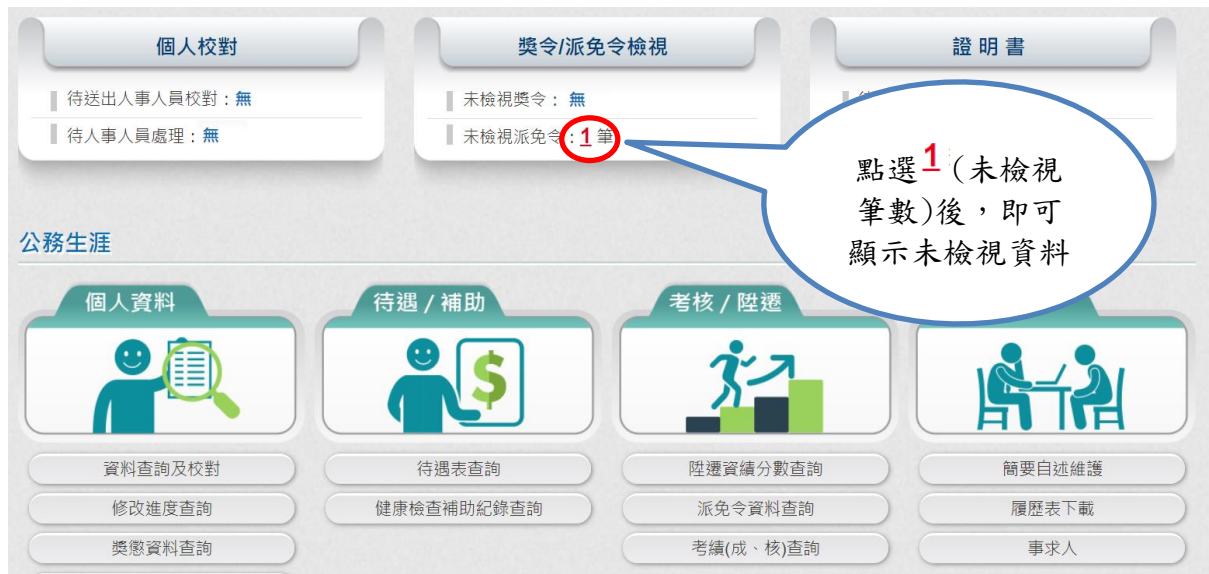 個人校對
獎令/派免令檢視
證明書
待送出人事人員校對：無
待人事人員處理：無
未檢視獎令： 無
未檢視派免令：1 筆
點選1(未檢視
筆數)後，即可
顯示未檢視資料
公務生涯
個人資料
待遇 / 補助
考核 / 陞遷
資料查詢及校對
待遇表查詢
陞遷資績分數查詢
簡要自述維護
修改進度查詢
健康檢查補助紀錄查詢
派免令資料查詢
履歷表下載
獎懲資料查詢
考績(成、核)查詢
事求人